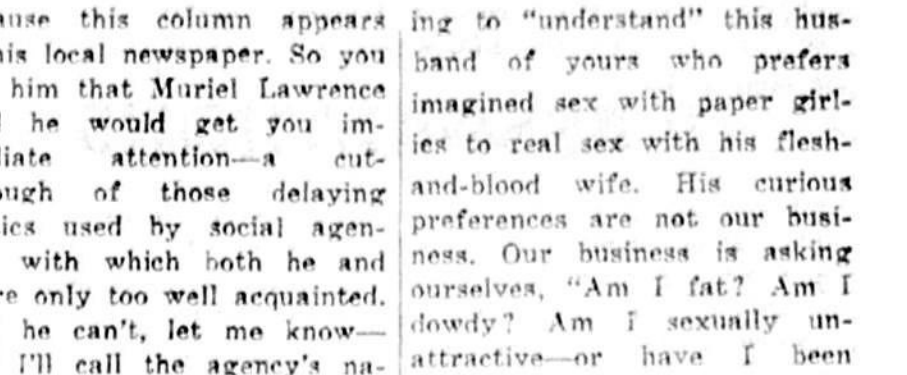 ause this column appears
his local newspaper. So you
him that Muriel Lawrence
he would get you im-
liate attention—a cut-
ough of those delaying
ics used by social agen-
with which both he and
re only too well acquainted.
he can't, let me know—
I'll call the agency's na-
ing to "understand" this hus-
band of yours who prefers
imagined sex with paper girl-
ies to real sex with his flesh-
and-blood wife. His curious
preferences are not our busi-
ness. Our business is asking
ourselves, "Am I fat? Am I
dowdy? Am I sexually un-
attractive—or have I been